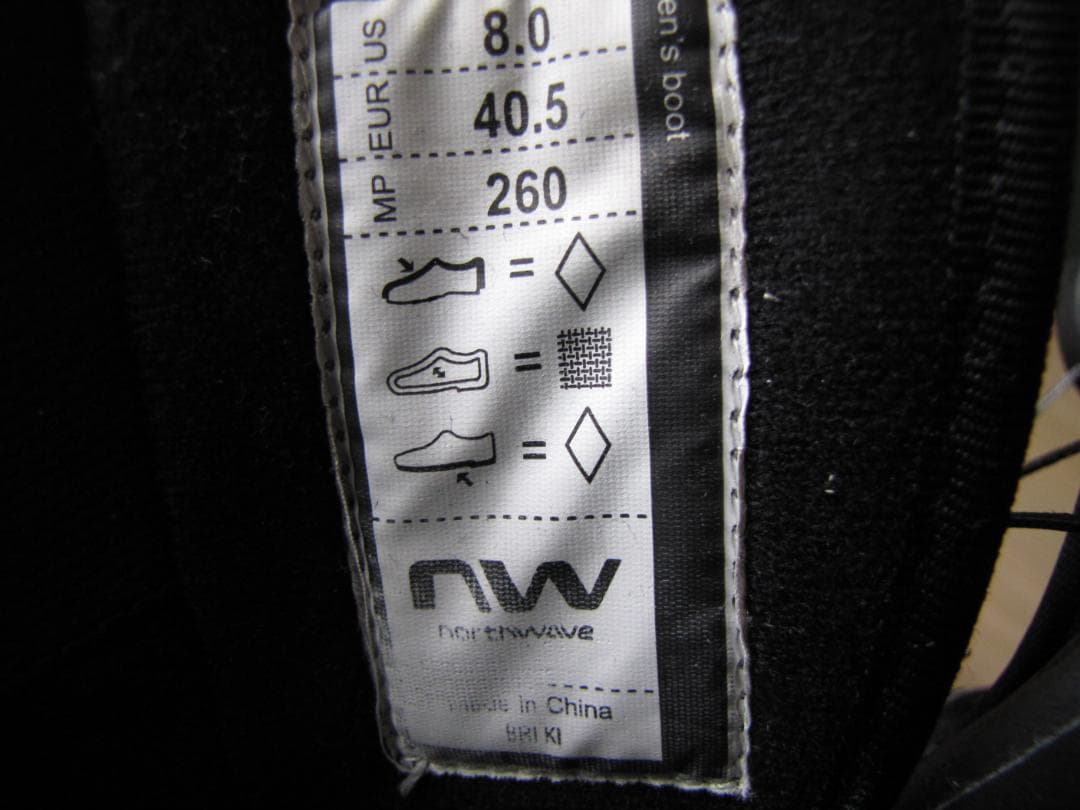 US 8.0
EUR 40.5
MP 260
=
=
=
nw
northwave
Made In China
en's boot